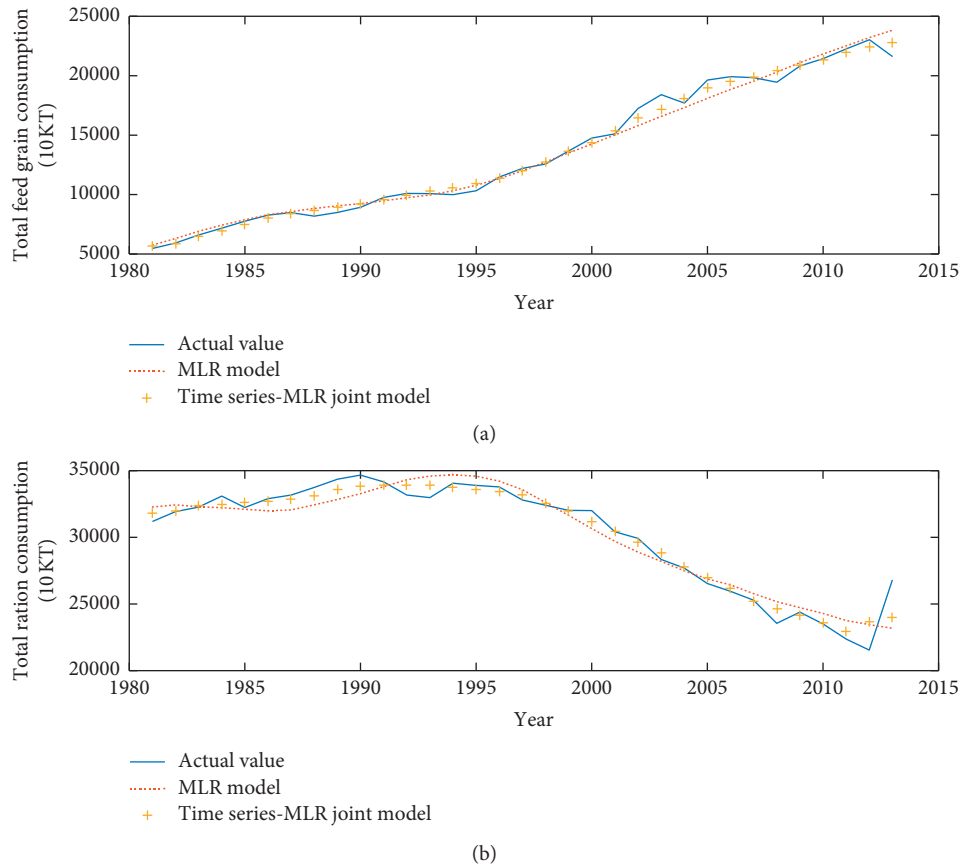 25000
20000
15000
10000
5000
Total feed grain consumption
(10 KT)
1980 1985 1990 1995 2000 2005 2010 2015
Year
Actual value
MLR model
Time series-MLR joint model
(a)
35000
30000
25000
20000
Total ration consumption
(10 KT)
1980 1985 1990 1995 2000 2005 2010 2015
Year
Actual value
MLR model
Time series-MLR joint model
(b)